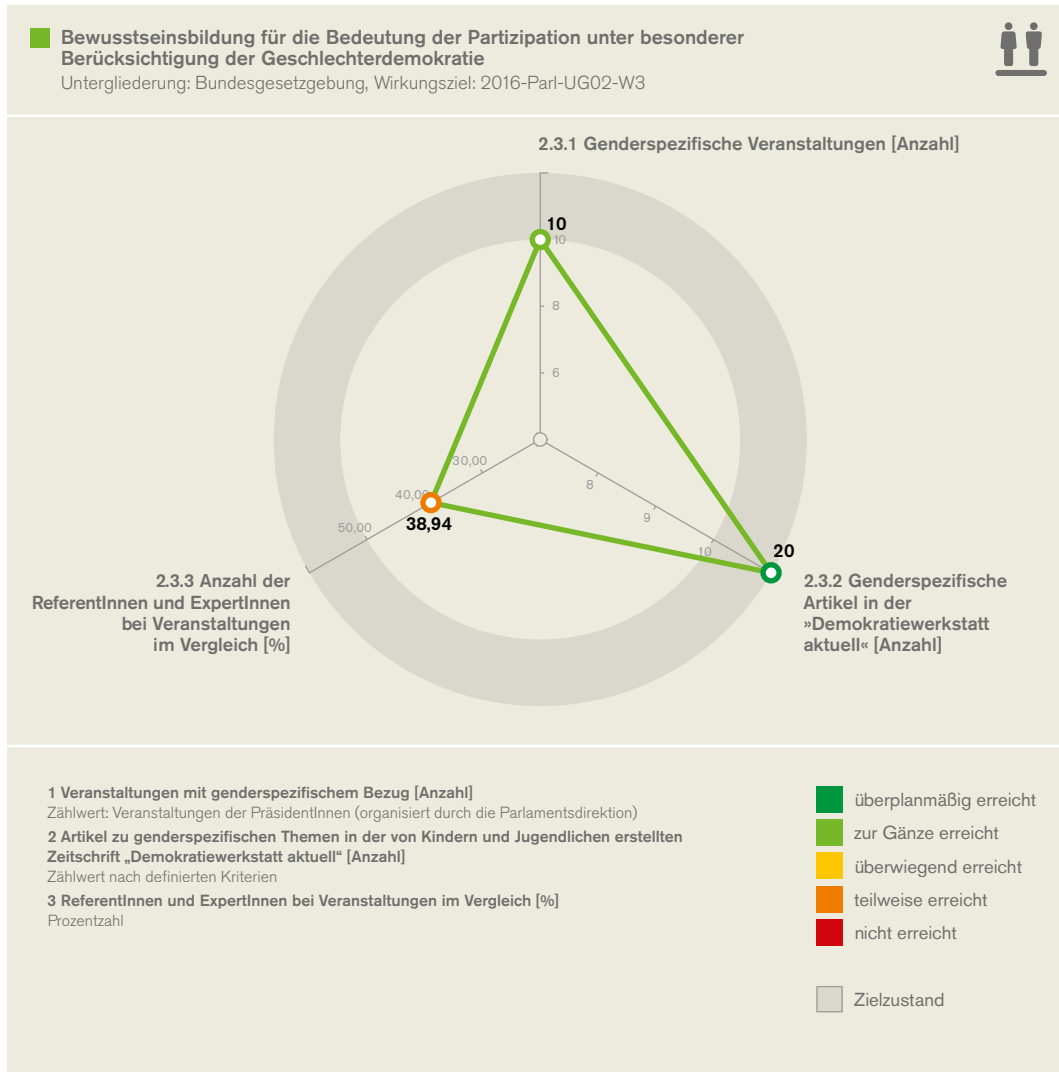 Bewusstseinsbildung für die Bedeutung der Partizipation unter besonderer
Berücksichtigung der Geschlechterdemokratie
Untergliederung: Bundesgesetzgebung, Wirkungsziel: 2016-Parl-UG02-W3
2.3.1 Genderspezifische Veranstaltungen [Anzahl]
10
10
8
6
30,00
40,00
50,00
38,94
8
9
10
20
2.3.3 Anzahl der
ReferentInnen und ExpertInnen
bei Veranstaltungen
im Vergleich [%]
2.3.2 Genderspezifische
Artikel in der
»Demokratiewerkstatt
aktuell« [Anzahl]
1 Veranstaltungen mit genderspezifischem Bezug [Anzahl]
Zählwert: Veranstaltungen der PräsidentInnen (organisiert durch die Parlamentsdirektion)
2 Artikel zu genderspezifischen Themen in der von Kindern und Jugendlichen erstellten
Zeitschrift „Demokratiewerkstatt aktuell“ [Anzahl]
Zählwert nach definierten Kriterien
3 ReferentInnen und ExpertInnen bei Veranstaltungen im Vergleich [%]
Prozentzahl
überplanmäßig erreicht
zur Gänze erreicht
überwiegend erreicht
teilweise erreicht
nicht erreicht
Zielzustand